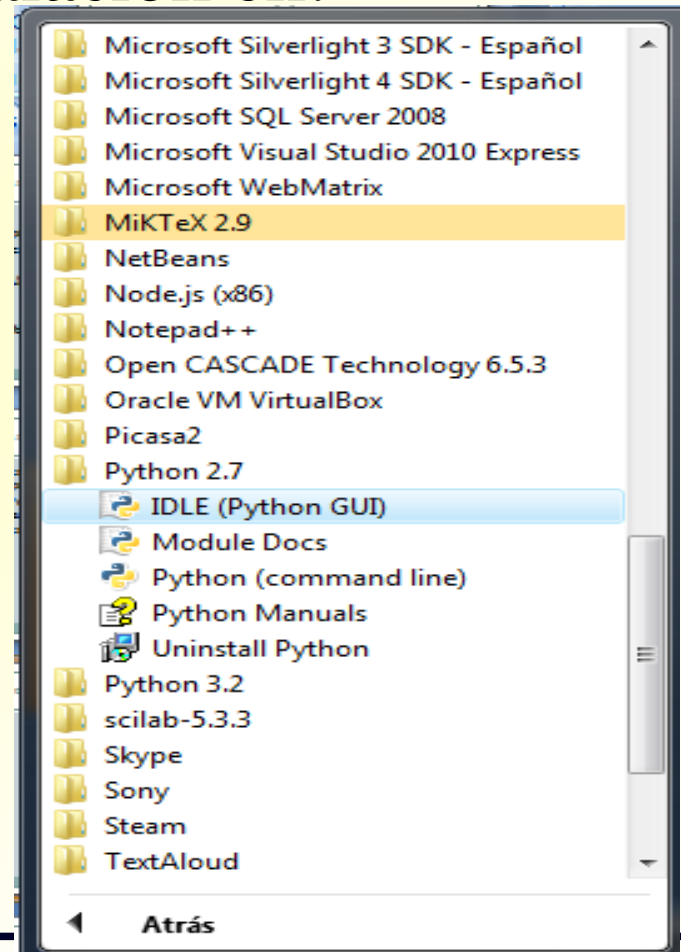 Microsoft Silverlight 3 SDK - Español
Microsoft Silverlight 4 SDK - Español
Microsoft SQL Server 2008
Microsoft Visual Studio 2010 Express
Microsoft WebMatrix
MiKTeX 2.9
NetBeans
Node.js (x86)
Notepad++
Open CASCADE Technology 6.5.3
Oracle VM VirtualBox
Picasa2
Python 2.7
IDLE (Python GUI)
Module Docs
Python (command line)
Python Manuals
Uninstall Python
Python 3.2
scilab-5.3.3
Skype
Sony
Steam
TextAloud
Atrás